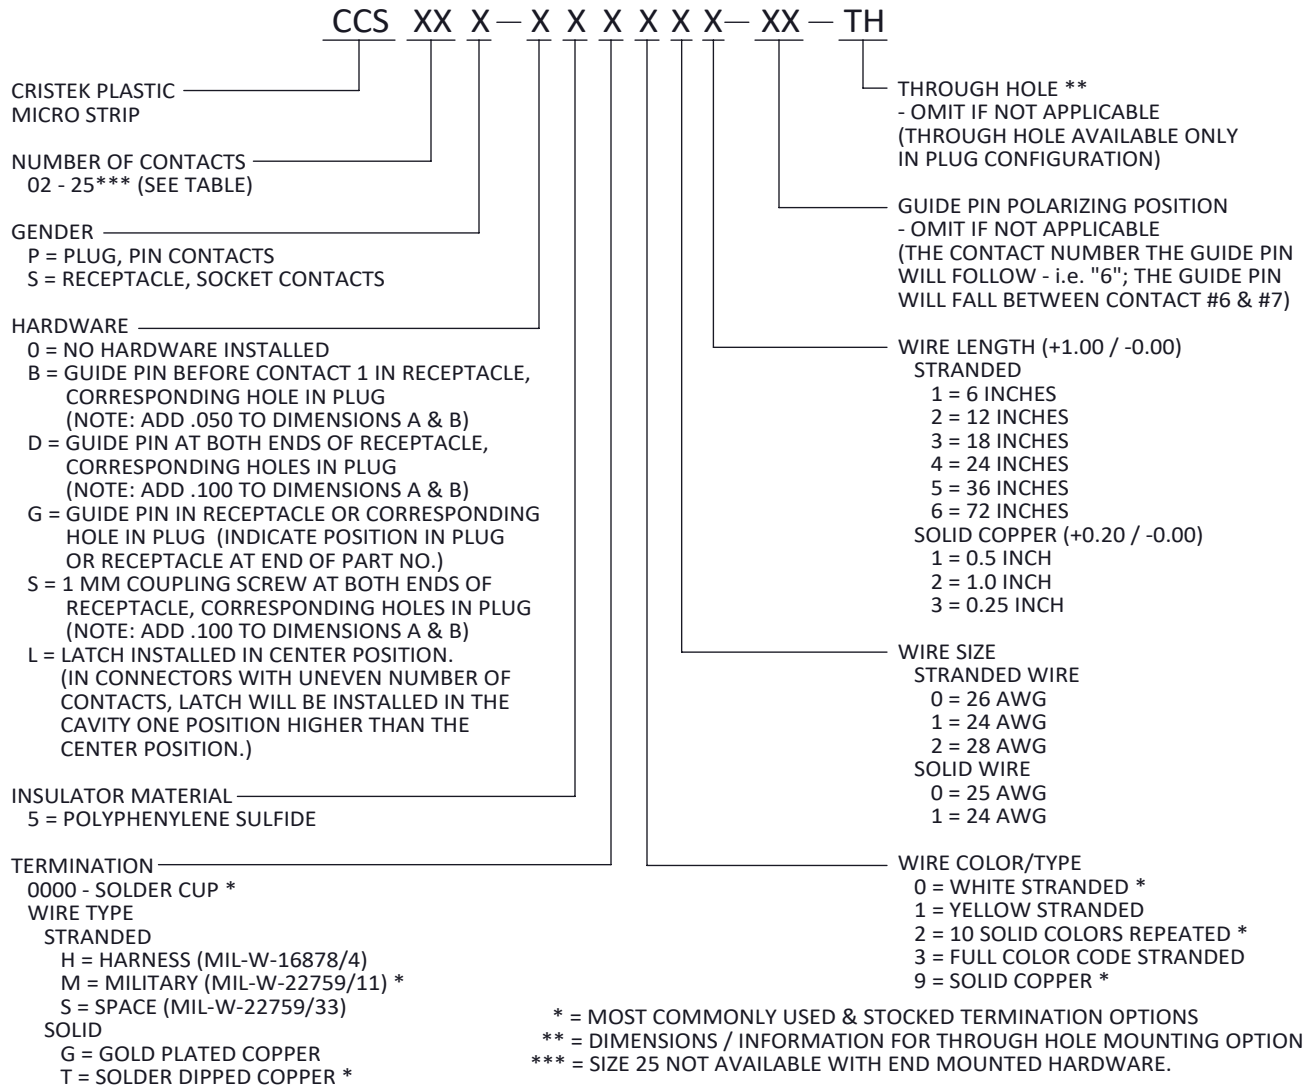 CCS XX X — X X X X X X — XX — TH
CRISTEK PLASTIC
MICRO STRIP
NUMBER OF CONTACTS
02 - 25*** (SEE TABLE)
GENDER
P = PLUG, PIN CONTACTS
S = RECEPTACLE, SOCKET CONTACTS
HARDWARE
0 = NO HARDWARE INSTALLED
B = GUIDE PIN BEFORE CONTACT 1 IN RECEPTACLE,
CORRESPONDING HOLE IN PLUG
(NOTE: ADD .050 TO DIMENSIONS A & B)
D = GUIDE PIN AT BOTH ENDS OF RECEPTACLE,
CORRESPONDING HOLES IN PLUG
(NOTE: ADD .100 TO DIMENSIONS A & B)
G = GUIDE PIN IN RECEPTACLE OR CORRESPONDING
HOLE IN PLUG (INDICATE POSITION IN PLUG
OR RECEPTACLE AT END OF PART NO.)
S = 1 MM COUPLING SCREW AT BOTH ENDS OF
RECEPTACLE, CORRESPONDING HOLES IN PLUG
(NOTE: ADD .100 TO DIMENSIONS A & B)
L = LATCH INSTALLED IN CENTER POSITION.
(IN CONNECTORS WITH UNEVEN NUMBER OF
CONTACTS, LATCH WILL BE INSTALLED IN THE
CAVITY ONE POSITION HIGHER THAN THE
CENTER POSITION.)
INSULATOR MATERIAL
5 = POLYPHENYLENE SULFIDE
TERMINATION
0000 - SOLDER CUP *
WIRE TYPE
STRANDED
H = HARNESS (MIL-W-16878/4)
M = MILITARY (MIL-W-22759/11) *
S = SPACE (MIL-W-22759/33)
SOLID
G = GOLD PLATED COPPER
T = SOLDER DIPPED COPPER *
THROUGH HOLE **
- OMIT IF NOT APPLICABLE
(THROUGH HOLE AVAILABLE ONLY
IN PLUG CONFIGURATION)
GUIDE PIN POLARIZING POSITION
- OMIT IF NOT APPLICABLE
(THE CONTACT NUMBER THE GUIDE PIN
WILL FOLLOW - i.e. "6"; THE GUIDE PIN
WILL FALL BETWEEN CONTACT #6 & #7)
WIRE LENGTH (+1.00 / -0.00)
STRANDED
1 = 6 INCHES
2 = 12 INCHES
3 = 18 INCHES
4 = 24 INCHES
5 = 36 INCHES
6 = 72 INCHES
SOLID COPPER (+0.20 / -0.00)
1 = 0.5 INCH
2 = 1.0 INCH
3 = 0.25 INCH
WIRE SIZE
STRANDED WIRE
0 = 26 AWG
1 = 24 AWG
2 = 28 AWG
SOLID WIRE
0 = 25 AWG
1 = 24 AWG
WIRE COLOR/TYPE
0 = WHITE STRANDED *
1 = YELLOW STRANDED
2 = 10 SOLID COLORS REPEATED *
3 = FULL COLOR CODE STRANDED
9 = SOLID COPPER *
* = MOST COMMONLY USED & STOCKED TERMINATION OPTIONS
** = DIMENSIONS / INFORMATION FOR THROUGH HOLE MOUNTING OPTION
*** = SIZE 25 NOT AVAILABLE WITH END MOUNTED HARDWARE.